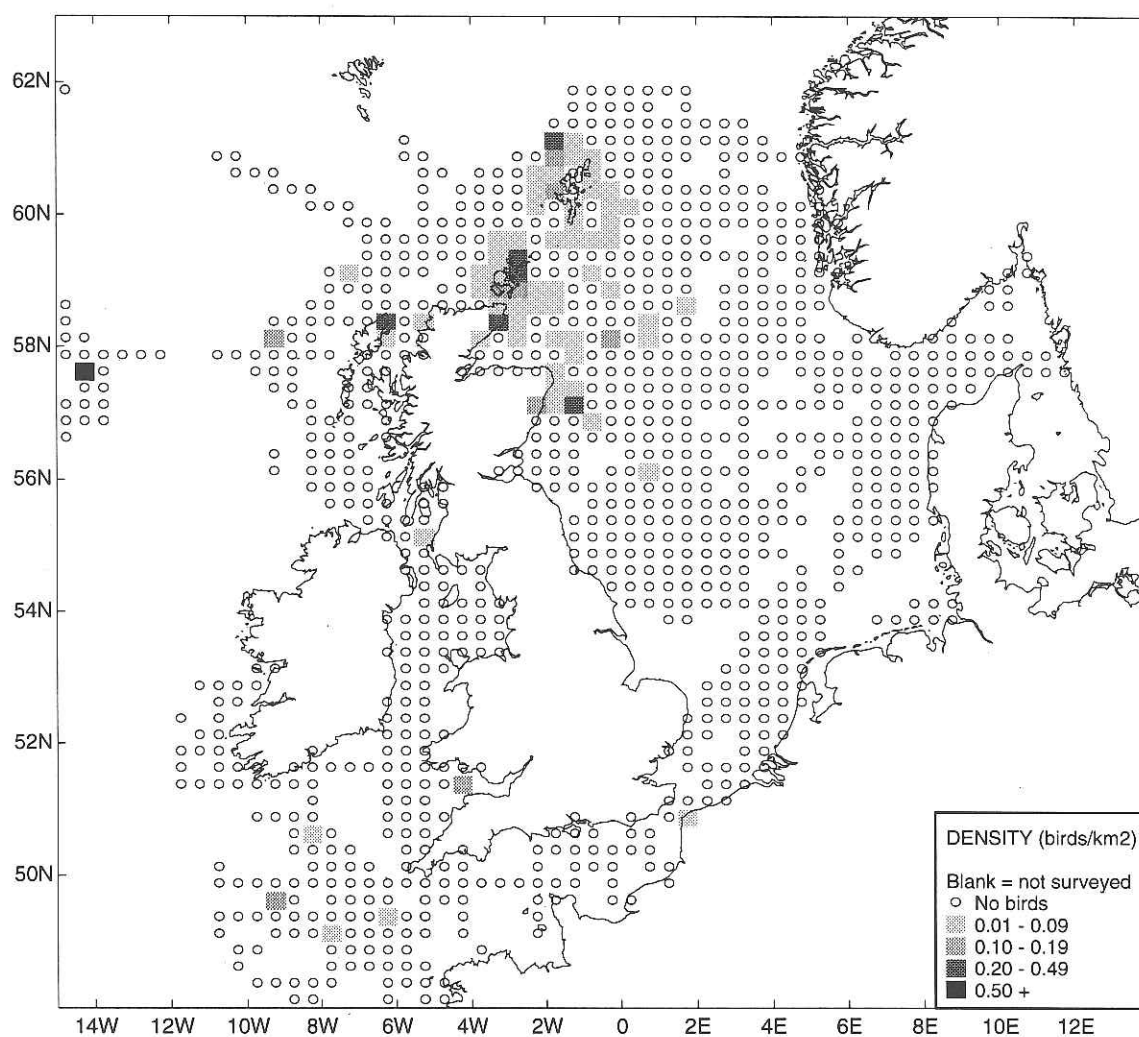 62N
60N
58N
56N
54N
52N
50N
14W 12W 10W 8W 6W 4W 2W 0 2E 4E 6E 8E 10E 12E
DENSITY (birds/km2)
Blank = not surveyed
No birds
0.01 - 0.09
0.10 - 0.19
0.20 - 0.49
0.50 +